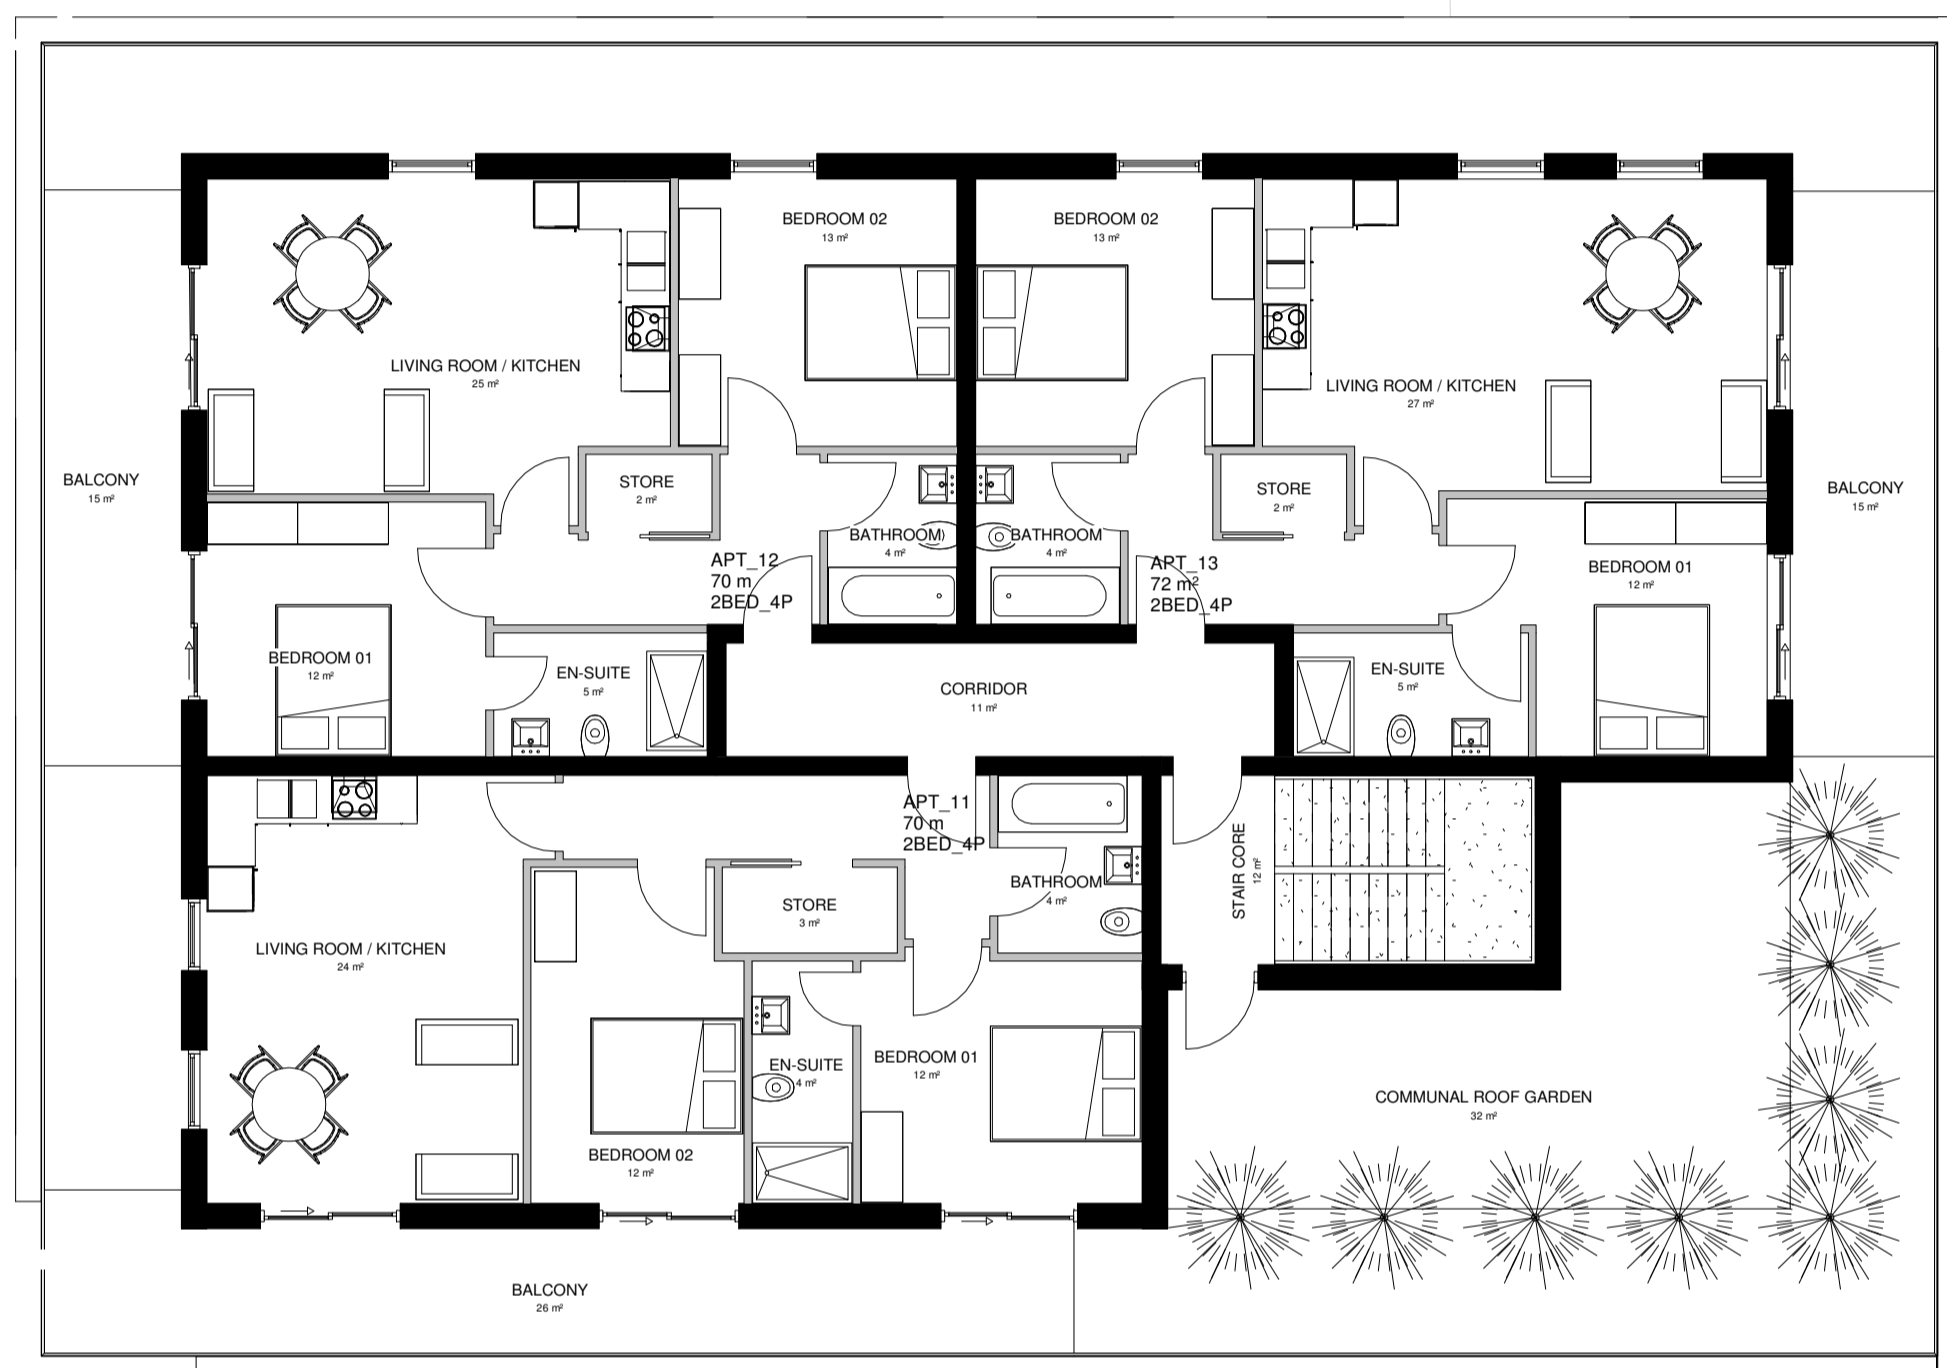 BEDROOM 02
13 m²
BEDROOM 02
13 m²
LIVING ROOM / KITCHEN
25 m²
LIVING ROOM / KITCHEN
27 m²
BALCONY
15 m²
STORE
2 m²
STORE
2 m²
BALCONY
15 m²
BATHROOM
4 m²
BATHROOM
4 m²
APT_12
70 m
2BED_4P
APT_13
72 m²
2BED_4P
BEDROOM 01
12 m²
BEDROOM 01
12 m²
EN-SUITE
5 m²
EN-SUITE
5 m²
CORRIDOR
11 m²
APT_11
70 m
2BED_4P
STAIR CORE
12 m²
BATHROOM
4 m²
STORE
3 m²
LIVING ROOM / KITCHEN
24 m²
EN-SUITE
4 m²
BEDROOM 01
12 m²
COMMUNAL ROOF GARDEN
32 m²
BEDROOM 02
12 m²
BALCONY
26 m²